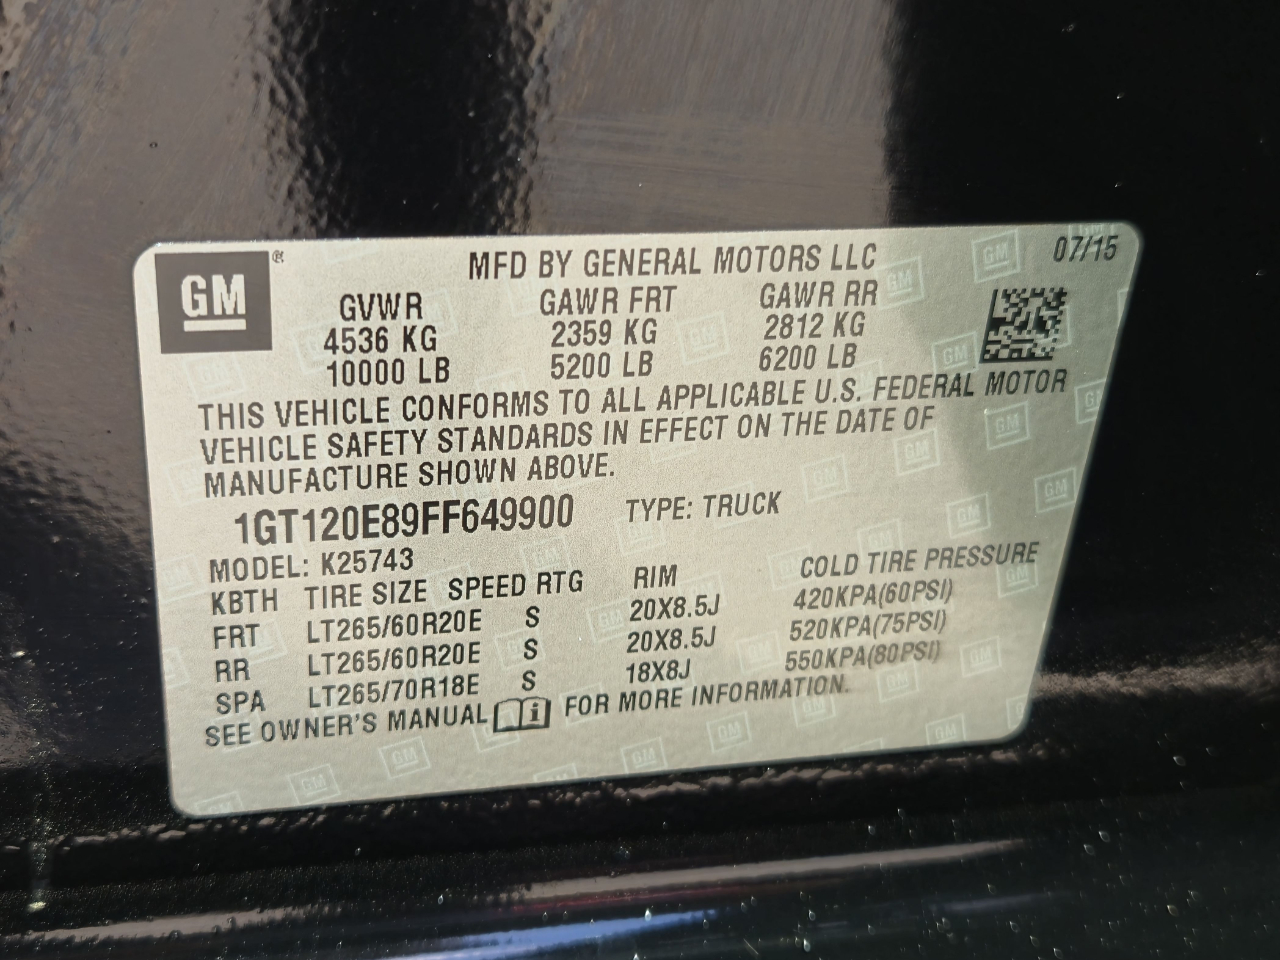 GM®
MFD BY GENERAL MOTORS LLC 07/15
GVWR GAWR FRT GAWR RR
4536 KG 2359 KG 2812 KG
10000 LB 5200 LB 6200 LB
THIS VEHICLE CONFORMS TO ALL APPLICABLE U.S. FEDERAL MOTOR
VEHICLE SAFETY STANDARDS IN EFFECT ON THE DATE OF
MANUFACTURE SHOWN ABOVE.
1GT120E89FF649900 TYPE: TRUCK
MODEL: K25743
KBTH TIRE SIZE SPEED RTG RIM COLD TIRE PRESSURE
FRT LT265/60R20E S 20X8.5J 420KPA(60PSI)
RR LT265/60R20E S 20X8.5J 520KPA(75PSI)
SPA LT265/70R18E S 18X8J 550KPA(80PSI)
SEE OWNER'S MANUAL i FOR MORE INFORMATION.